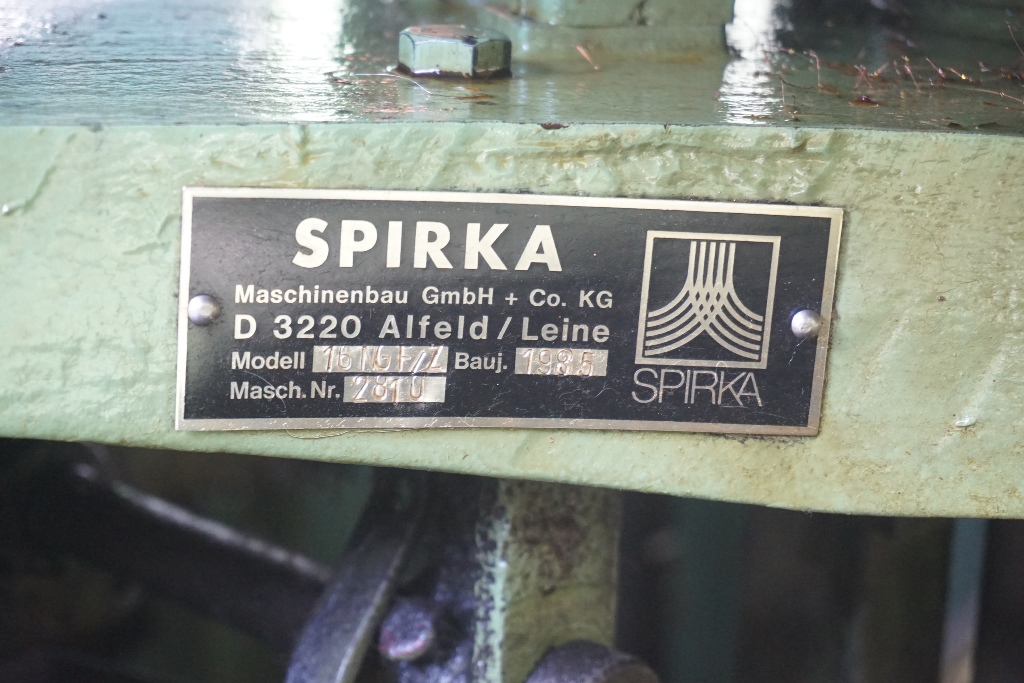 SPIRKA
Maschinenbau GmbH + Co. KG
D 3220 Alfeld/Leine
Modell Bauj. 1985
Masch. Nr. 2810
SPIRKA